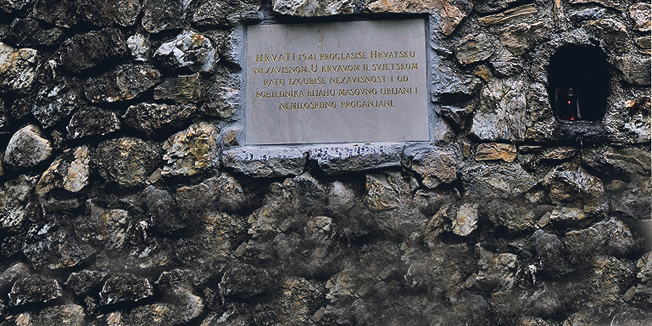 HRVATI 1941. PROGLASIŠE HRVATSKU
NEZAVISNOM. U KRVAVOM II. SVJETSKOM
RATU IZGUBIŠE NEZAVISNOST I OD
POBJEDNIKA BIJAHU MASOVNO UBIJANI I
NEMILOSRDNO PROGANJANI.